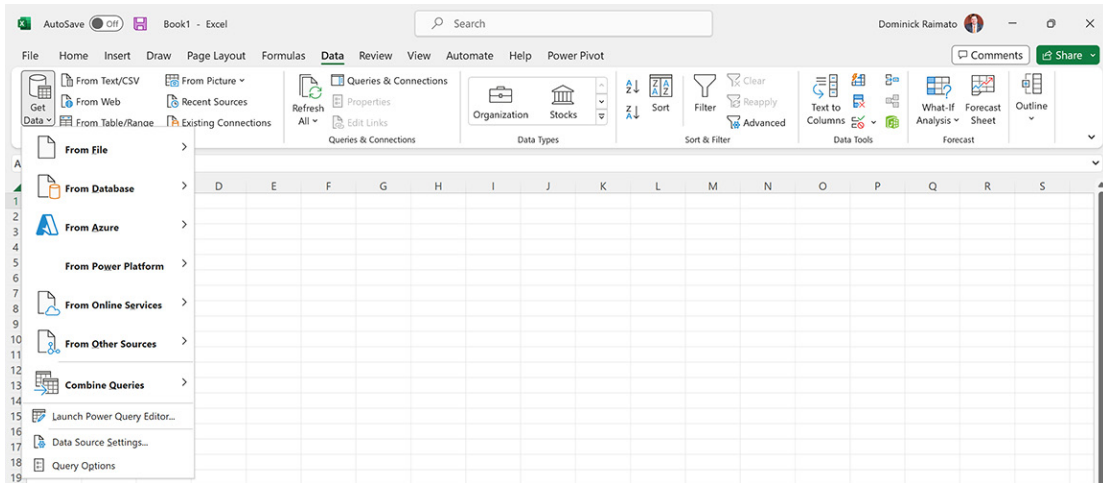 AutoSave Off Book1 - Excel Search Dominick Raimato
File Home Insert Draw Page Layout Formulas Data Review View Automate Help Power Pivot Comments Share
Get Data
From Text/CSV
From Web
From Table/Range
From Picture
Recent Sources
Existing Connections
Refresh All
Queries & Connections
Properties
Edit Links
Queries & Connections
Organization Stocks
Data Types
Sort
Filter
Clear
Reapply
Advanced
Sort & Filter
Text to Columns
Data Tools
What-If Analysis
Forecast Sheet
Forecast
Outline
A
From File
From Database
From Azure
From Power Platform
From Online Services
From Other Sources
Combine Queries
Launch Power Query Editor...
Data Source Settings...
Query Options
D E F G H I J K L M N O P Q R S
1
2
3
4
5
6
7
8
9
10
11
12
13
14
15
16
17
18
19